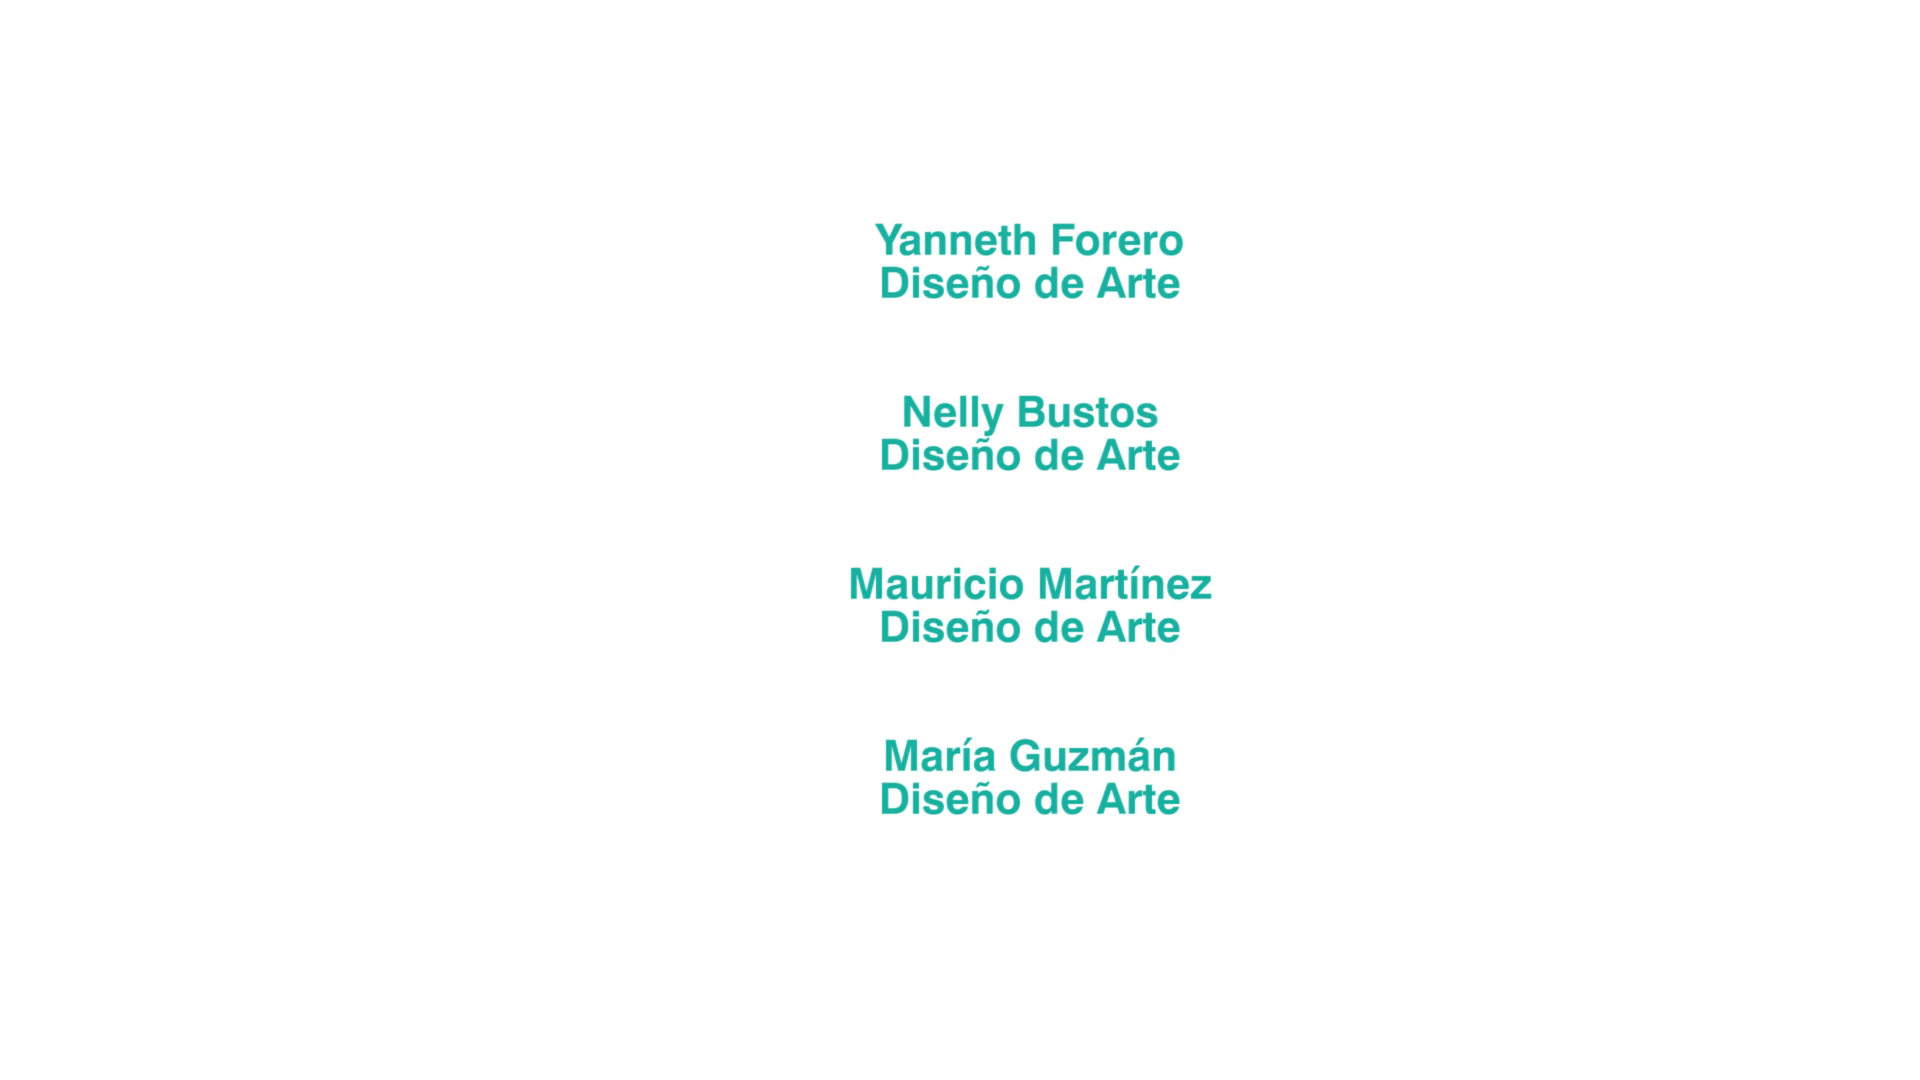 Yanneth Forero
Diseño de Arte
Nelly Bustos
Diseño de Arte
Mauricio Martínez
Diseño de Arte
María Guzmán
Diseño de Arte